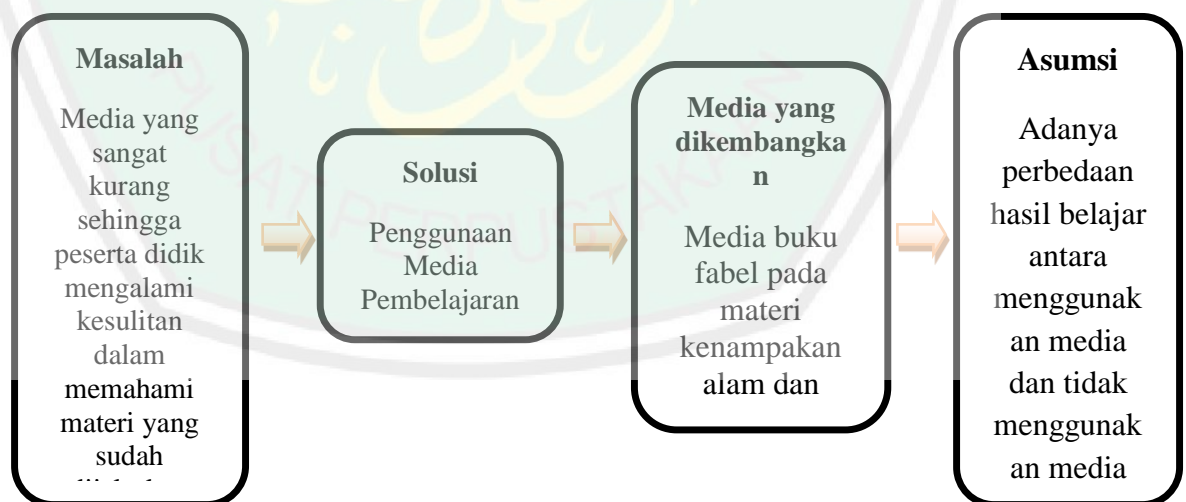 Masalah
Media yang
sangat
kurang
sehingga
peserta didik
mengalami
kesulitan
dalam
memahami
materi yang
sudah
Solusi
Penggunaan
Media
Pembelajaran
Media yang
dikembangka
n
Media buku
fabel pada
materi
kenampakan
alam dan
Asumsi
Adanya
perbedaan
hasil belajar
antara
menggunak
an media
dan tidak
menggunak
an media
PUSAT PERPUSTAKAAN